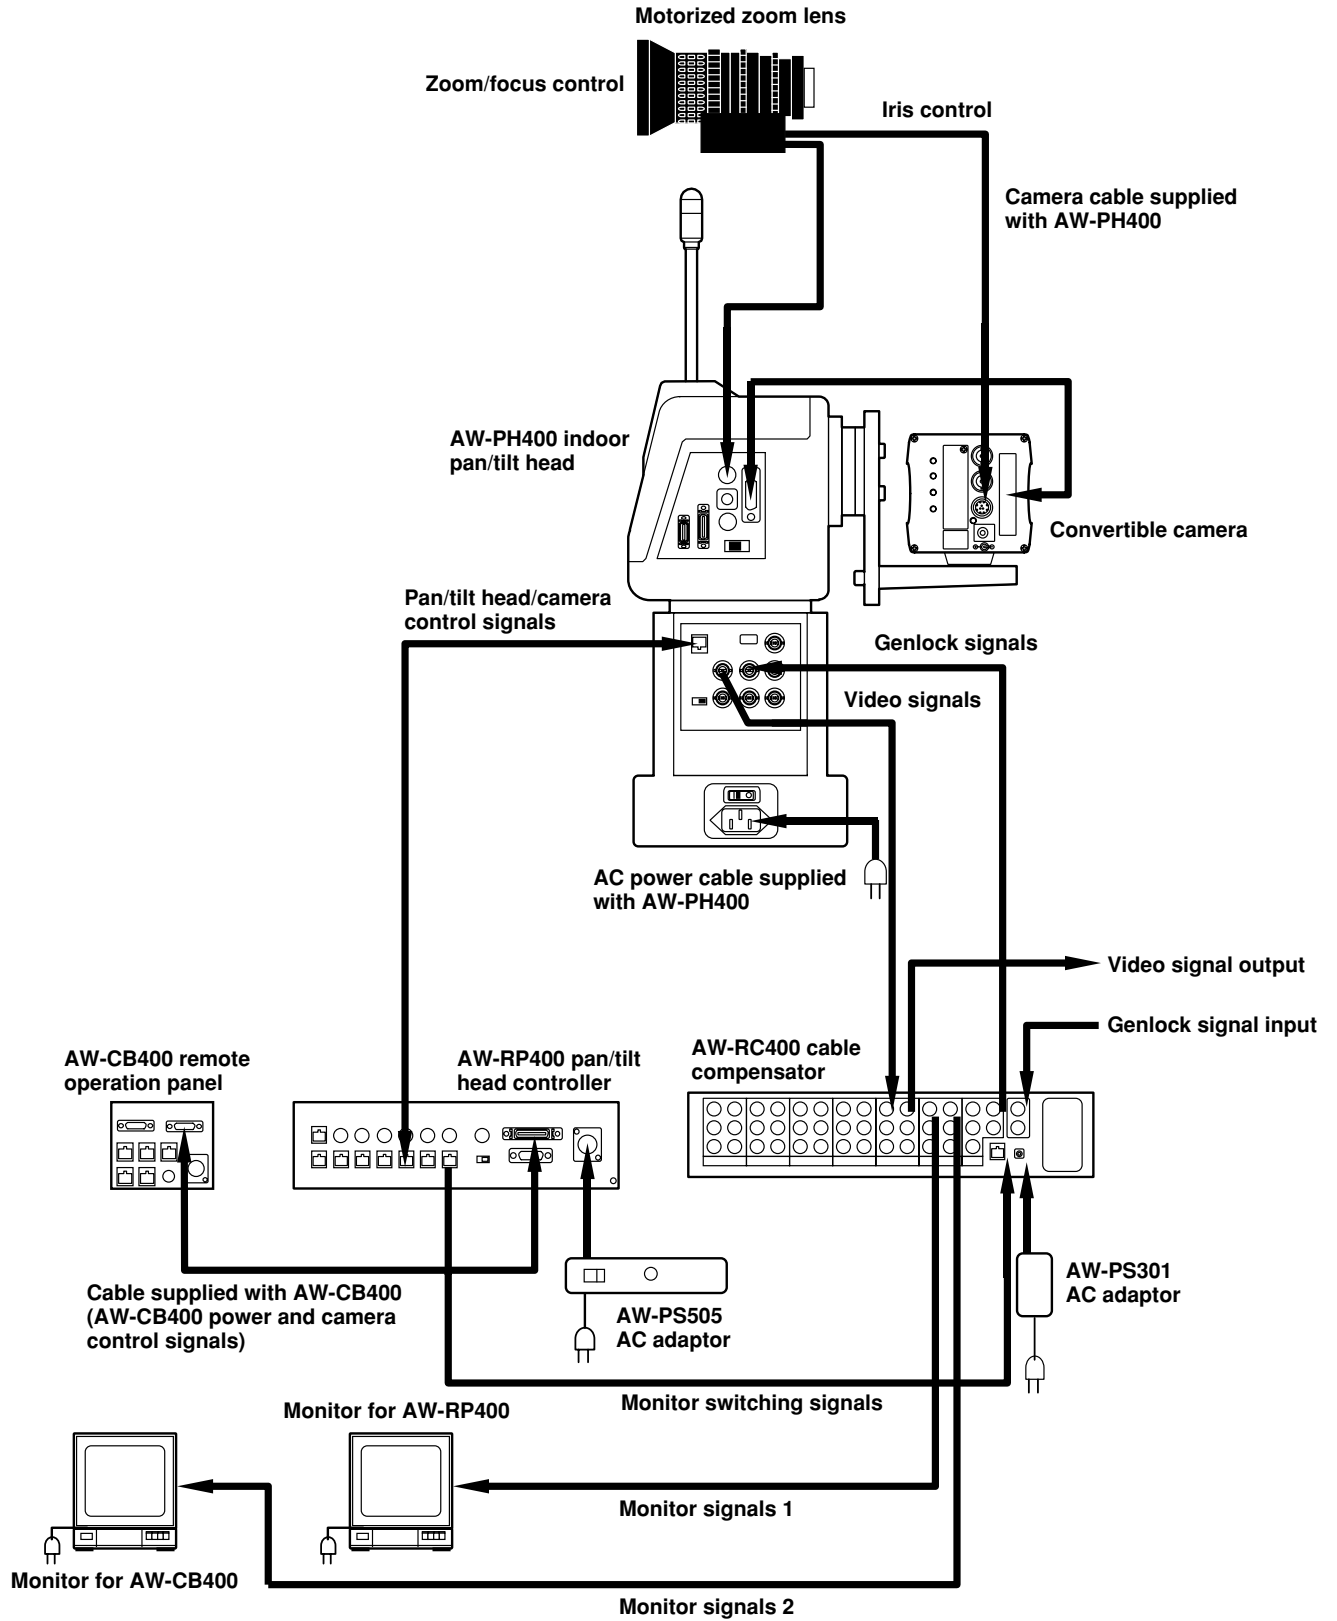 Motorized zoom lens
Zoom/focus control
Iris control
Camera cable supplied
with AW-PH400
AW-PH400 indoor
pan/tilt head
Convertible camera
Pan/tilt head/camera
control signals
Genlock signals
Video signals
AC power cable supplied
with AW-PH400
Video signal output
Genlock signal input
AW-CB400 remote
operation panel
AW-RP400 pan/tilt
head controller
AW-RC400 cable
compensator
Cable supplied with AW-CB400
(AW-CB400 power and camera
control signals)
AW-PS505
AC adaptor
AW-PS301
AC adaptor
Monitor switching signals
Monitor for AW-RP400
Monitor signals 1
Monitor for AW-CB400
Monitor signals 2